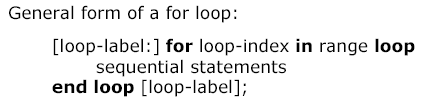 General form of a for loop:
[loop-label:] for loop-index in range loop
sequential statements
end loop [loop-label];